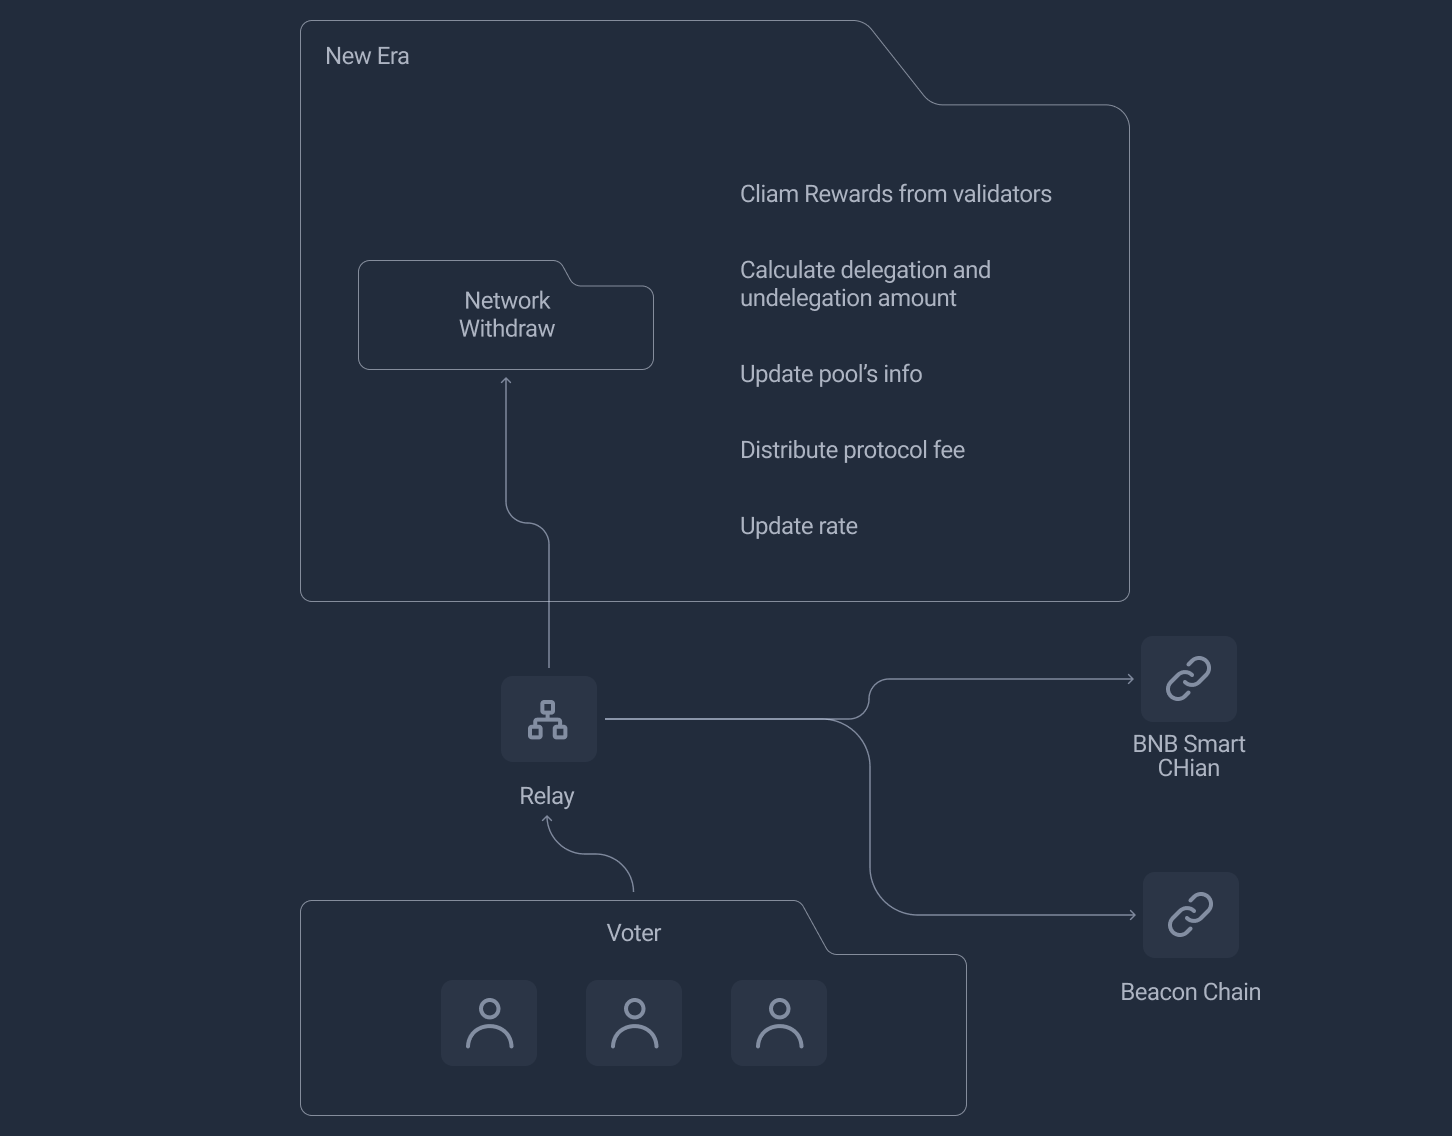 New Era
Cliam Rewards from validators
Calculate delegation and
undelegation amount
Network
Withdraw
Update pool’s info
Distribute protocol fee
Update rate
BNB Smart
CHian
Relay
Voter
Beacon Chain